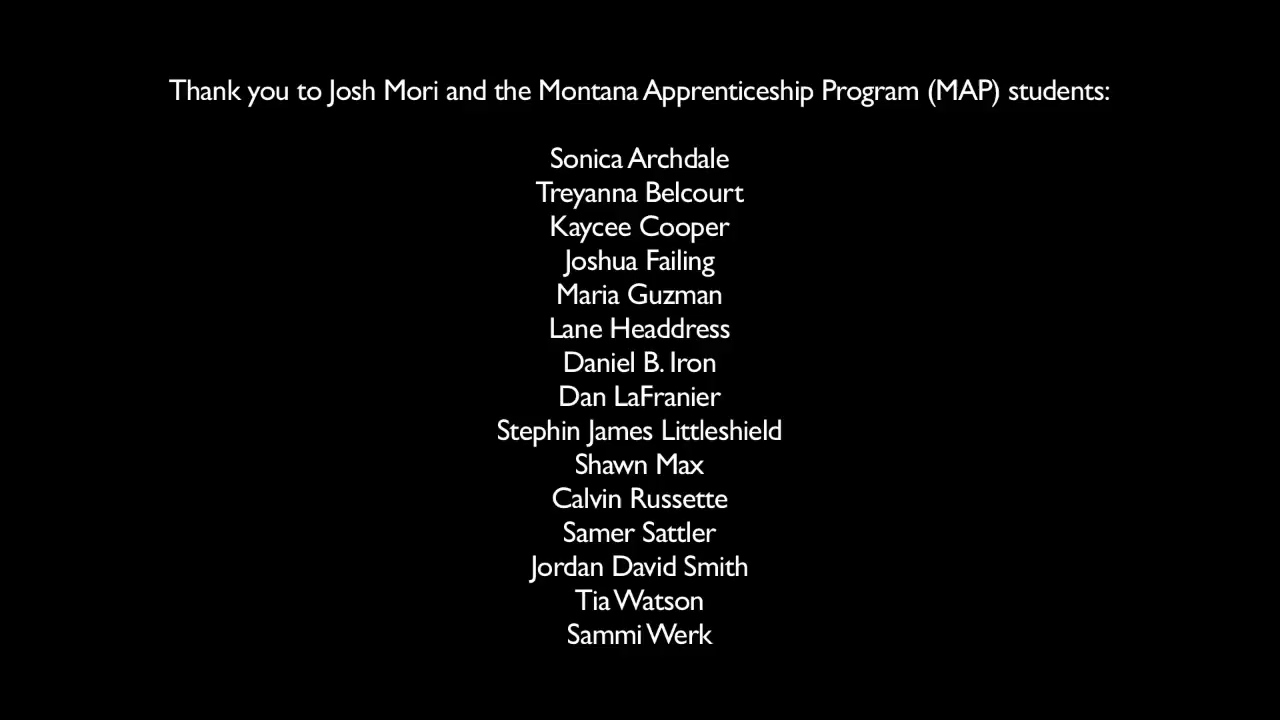 Thank you to Josh Mori and the Montana Apprenticeship Program (MAP) students:
Sonica Archdale
Treyanna Belcourt
Kaycee Cooper
Joshua Failing
Maria Guzman
Lane Headdress
Daniel B. Iron
Dan LaFranier
Stephin James Littleshield
Shawn Max
Calvin Russette
Samer Sattler
Jordan David Smith
Tia Watson
Sammi Werk